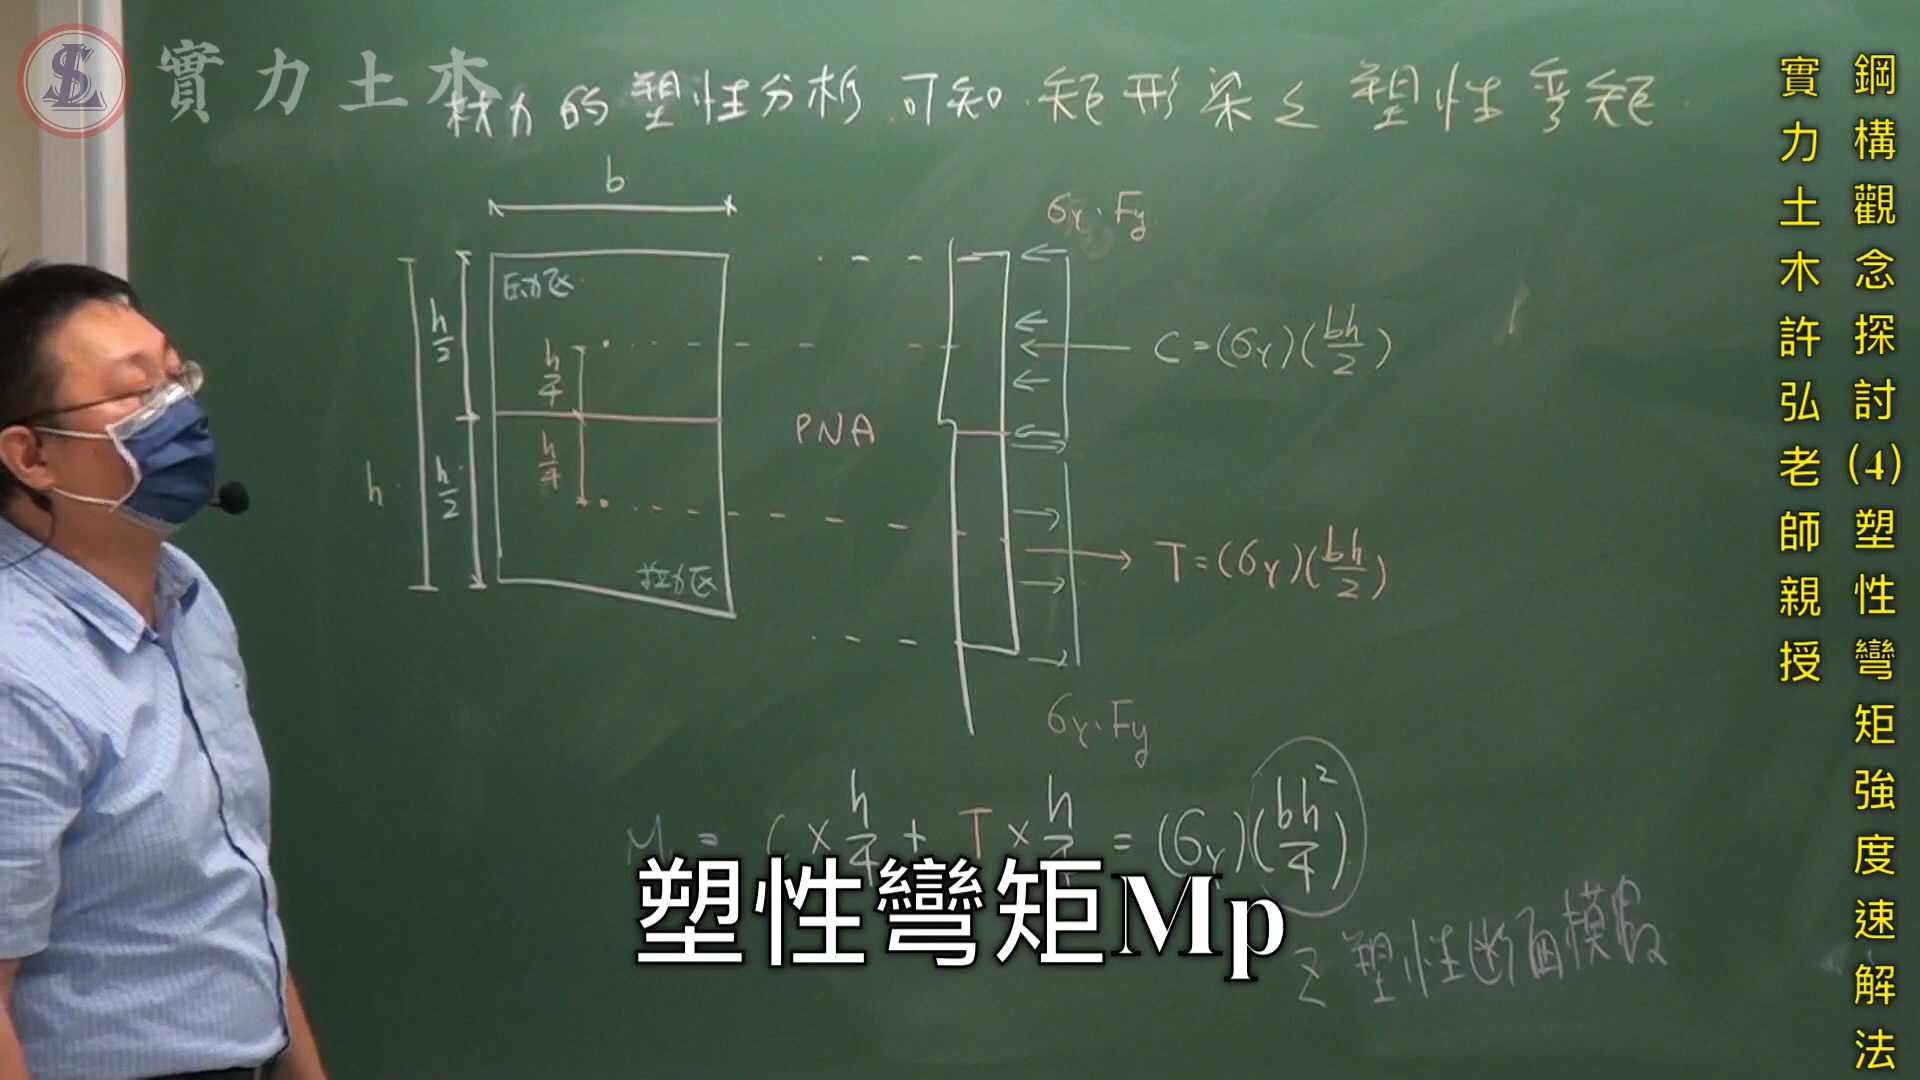 實力土木
材力的塑性分析可知矩形梁之塑性彎矩
b
σY、Fy
壓力區
h/2
h/4
C=(σY)(bh/2)
PNA
h/4
h
h/2
T=(σY)(bh/2)
拉力區
σY、Fy
= C×h/4 + T×h/4 = (σY)(bh²/4)
Z 塑性斷面模數
塑性彎矩Mp
鋼構觀念探討(4)塑性彎矩強度速解法
實力土木許弘老師親授